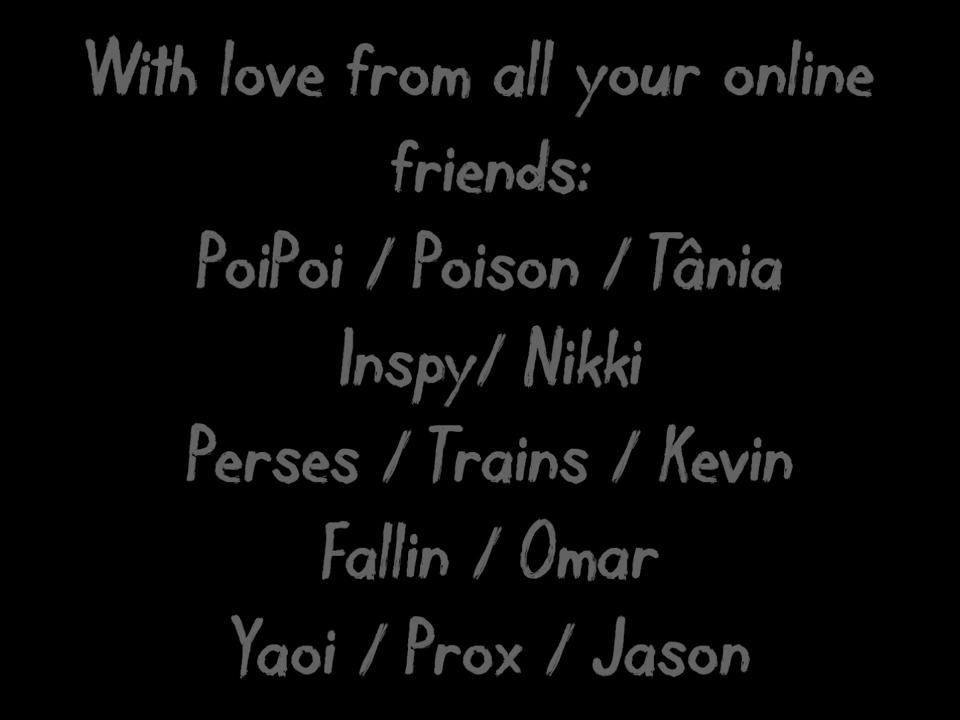 With love from all your online
friends:
PoiPoi / Poison / Tânia
Inspy/ Nikki
Perses / Trains / Kevin
Fallin / Omar
Yaoi / Prox / Jason